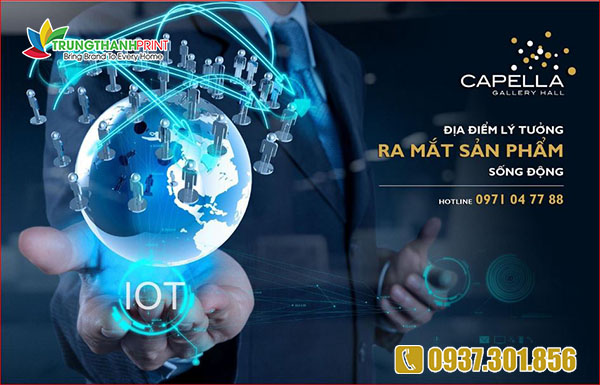 TRUNGTHANHPRINT
Bring Brand To Every Home
CAPELLA
GALLERY HALL
ĐỊA ĐIỂM LÝ TƯỞNG
RA MẮT SẢN PHẨM
SỐNG ĐỘNG
HOTLINE 0971 04 77 88
IOT
0937.301.856